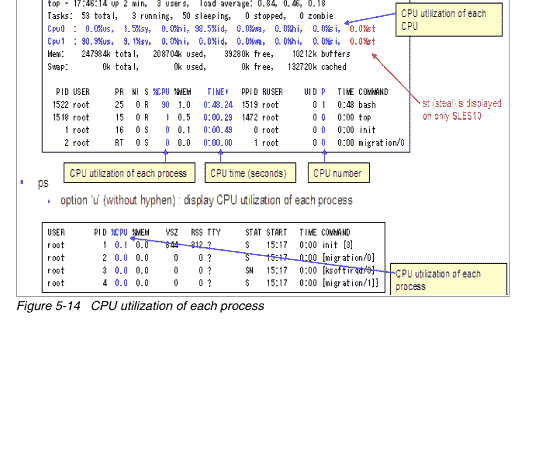 top - 17:46:14 up 2 min, 3 users, load average: 0.84, 0.46, 0.18
Tasks: 53 total, 3 running, 50 sleeping, 0 stopped, 0 zombie
Cpu0 : 0.0%us, 1.5%sy, 0.0%ni, 98.5%id, 0.0%wa, 0.0%hi, 0.0%si, 0.0%st
Cpu1 : 90.9%us, 9.1%sy, 0.0%ni, 0.0%id, 0.0%wa, 0.0%hi, 0.0%si, 0.0%st
Mem: 247984k total, 208704k used, 39280k free, 10212k buffers
Swap: 0k total, 0k used, 0k free, 132720k cached
CPU utilization of each CPU
st (steal) is displayed on only SLES10
PID USER PR NI S %CPU %MEM TIME+ PPID RUSER UID P TIME COMMAND
1522 root 25 0 R 90 1.0 0:48.24 1519 root 0 1 0:48 bash
1518 root 15 0 R 1 0.5 0:00.29 1472 root 0 0 0:00 top
1 root 16 0 S 0 0.1 0:00.49 0 root 0 0 0:00 init
2 root RT 0 S 0 0.0 0:00.00 1 root 0 0 0:00 migration/0
CPU utilization of each process
CPU time (seconds)
CPU number
ps
option 'u' (without hyphen) : display CPU utilization of each process
USER PID %CPU %MEM VSZ RSS TTY STAT START TIME COMMAND
root 1 0.1 0.0 844 312 ? S 15:17 0:00 init [3]
root 2 0.0 0.0 0 0 ? S 15:17 0:00 [migration/0]
root 3 0.0 0.0 0 0 ? SN 15:17 0:00 [ksoftirqd/0]
root 4 0.0 0.0 0 0 ? S 15:17 0:00 [migration/1]
CPU utilization of each process
Figure 5-14 CPU utilization of each process